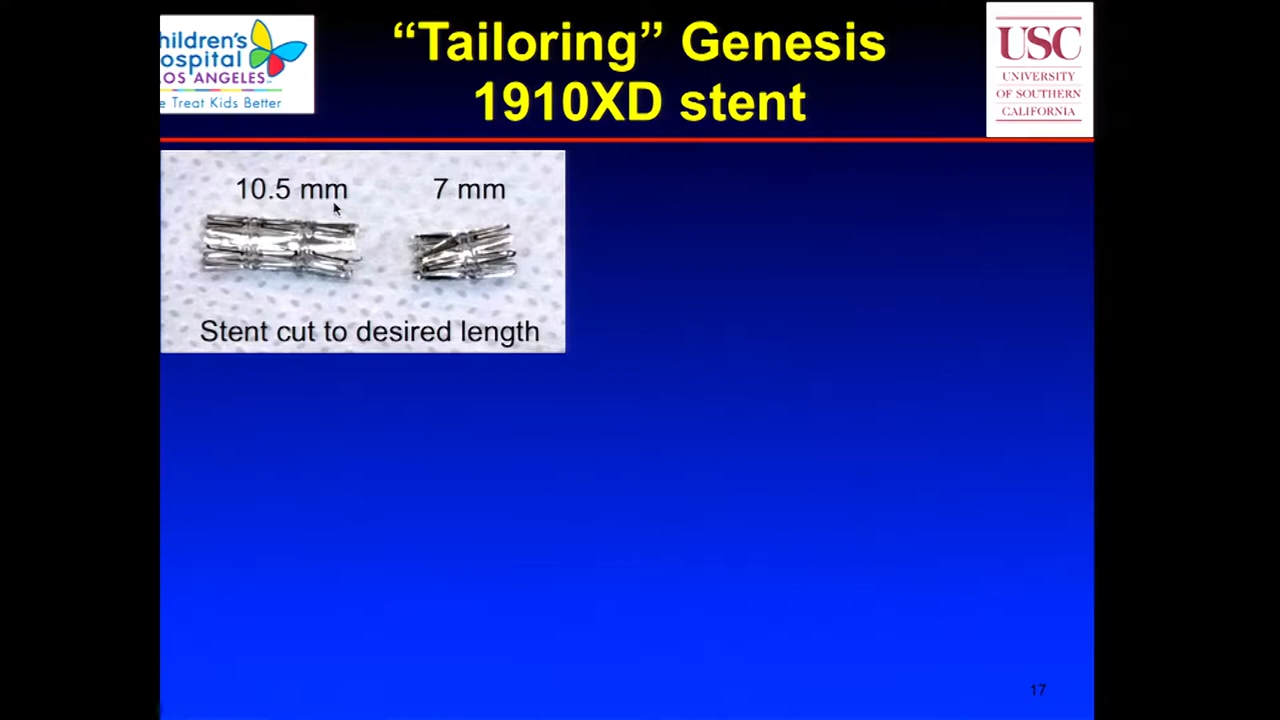 hildren's
ospital
OS ANGELES
e Treat Kids Better
“Tailoring” Genesis
1910XD stent
USC
UNIVERSITY
OF SOUTHERN
CALIFORNIA
10.5 mm
7 mm
Stent cut to desired length
17